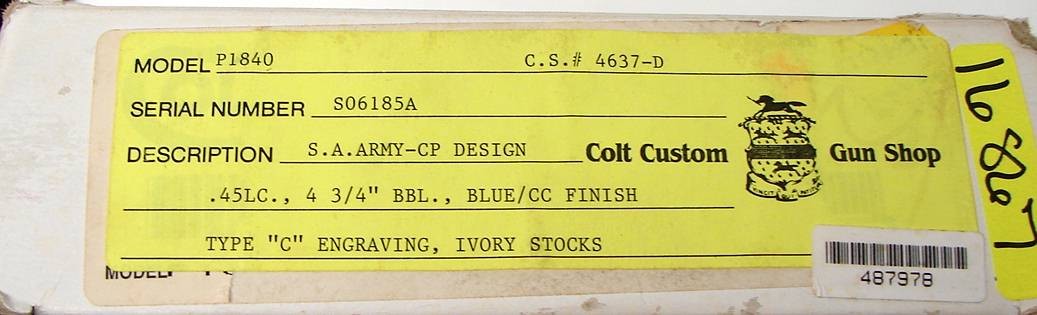 MODEL P1840 C.S.# 4637-D
SERIAL NUMBER S06185A
DESCRIPTION S.A.ARMY-CP DESIGN Colt Custom Gun Shop
.45LC., 4 3/4" BBL., BLUE/CC FINISH
TYPE "C" ENGRAVING, IVORY STOCKS
MODEL
487978